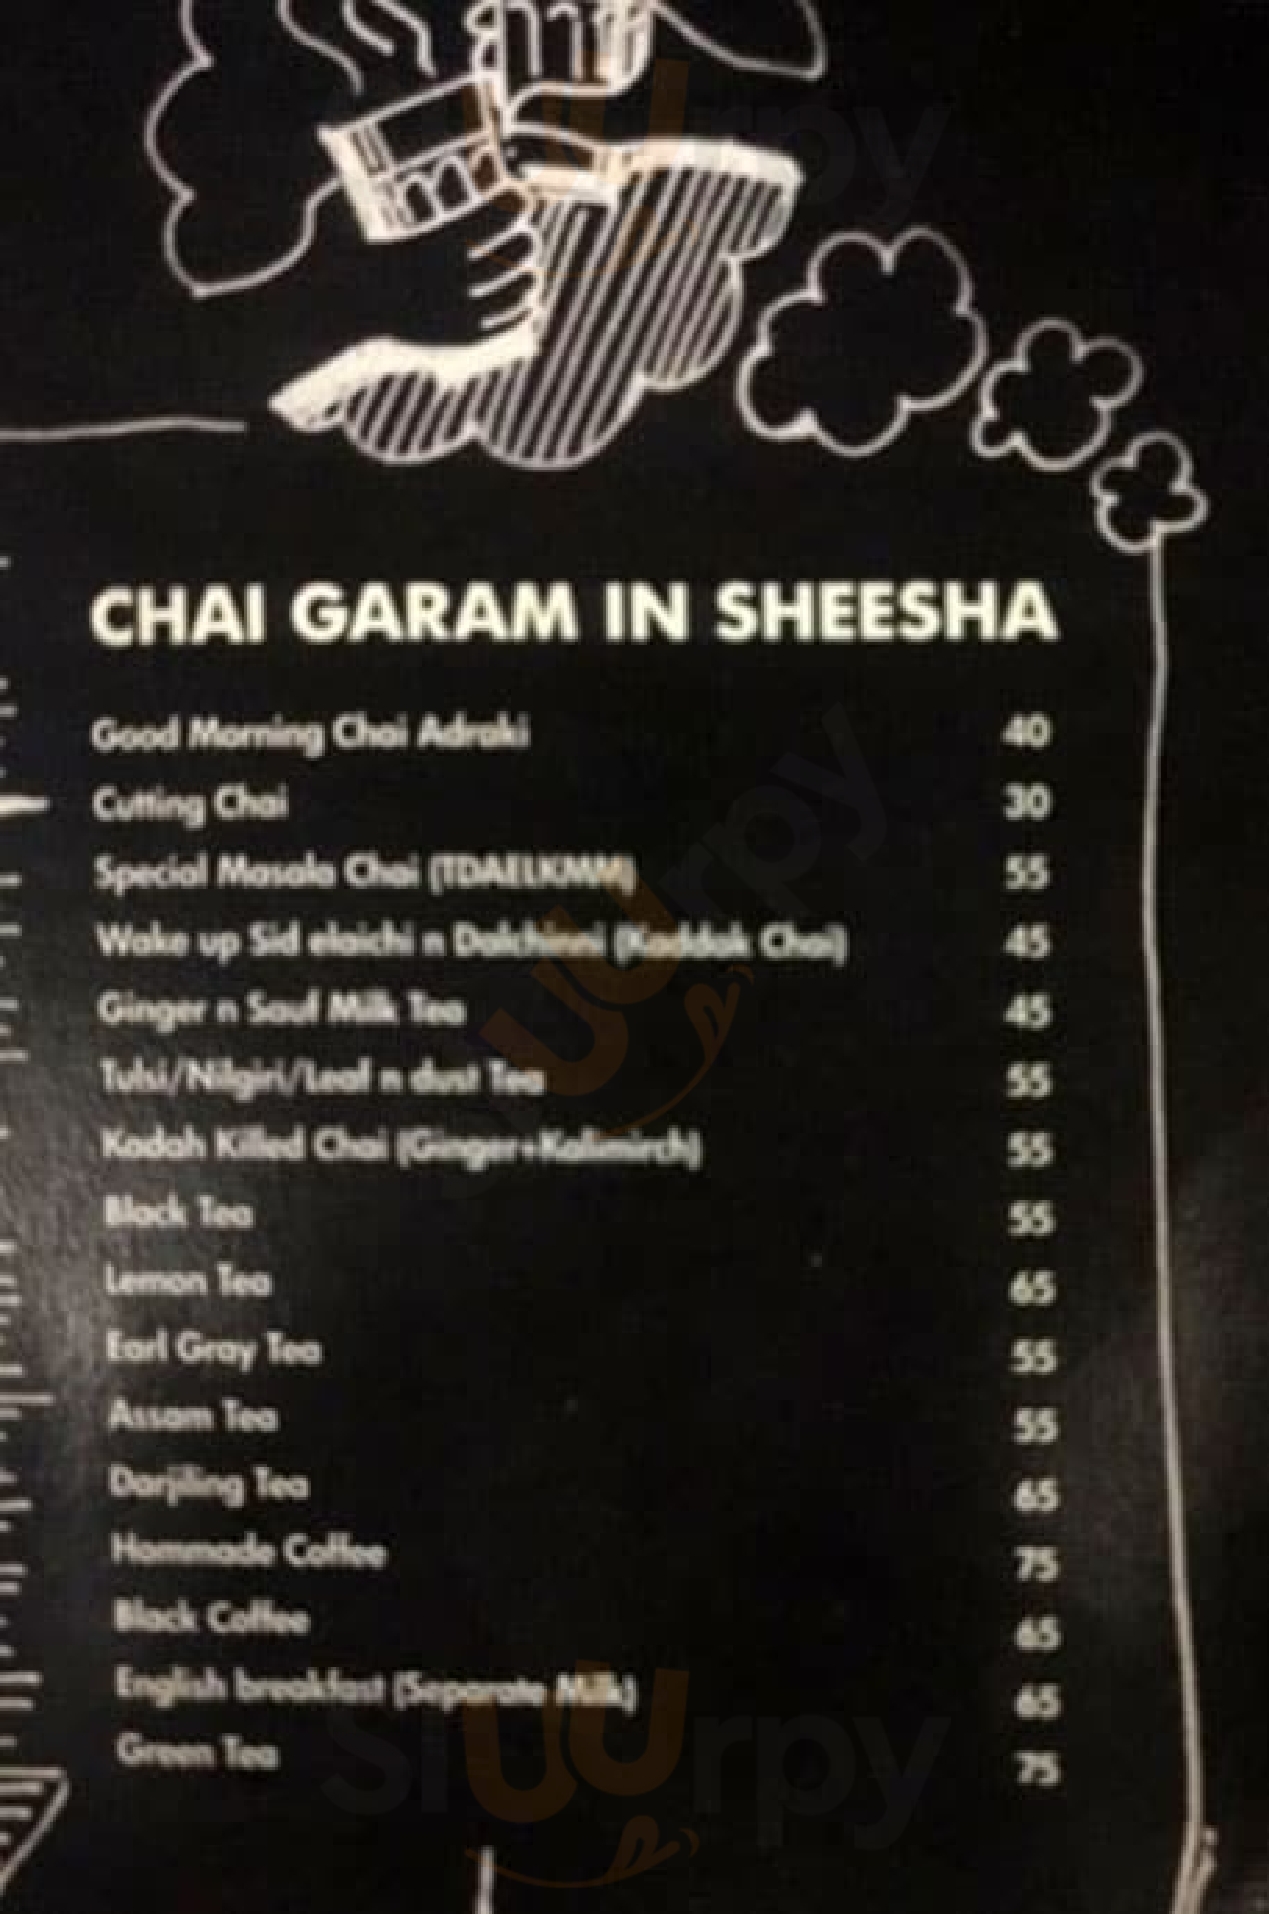 CHAI GARAM IN SHEESHA
Good Morning Chai Adraki 40
Cutting Chai 30
Special Masala Chai (TDAELKMM) 55
Wake up Sid elaichi n Dalchinni (Kaddak Chai) 45
Ginger n Sauf Milk Tea 45
Tulsi/Nilgiri/Leaf n dust Tea 55
Kadah Killed Chai (Ginger+Kalimirch) 55
Black Tea 55
Lemon Tea 65
Earl Gray Tea 55
Assam Tea 55
Darjiling Tea 65
Hommade Coffee 75
Black Coffee 65
English breakfast (Separate Milk) 65
Green Tea 75
slUurpy